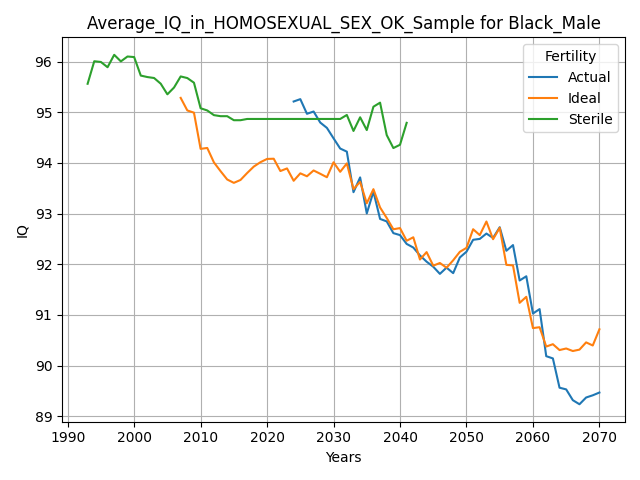 Average_IQ_in_HOMOSEXUAL_SEX_OK_Sample for Black_Male
Fertility
Actual
Ideal
Sterile
IQ
96
95
94
93
92
91
90
89
1990 2000 2010 2020 2030 2040 2050 2060 2070
Years